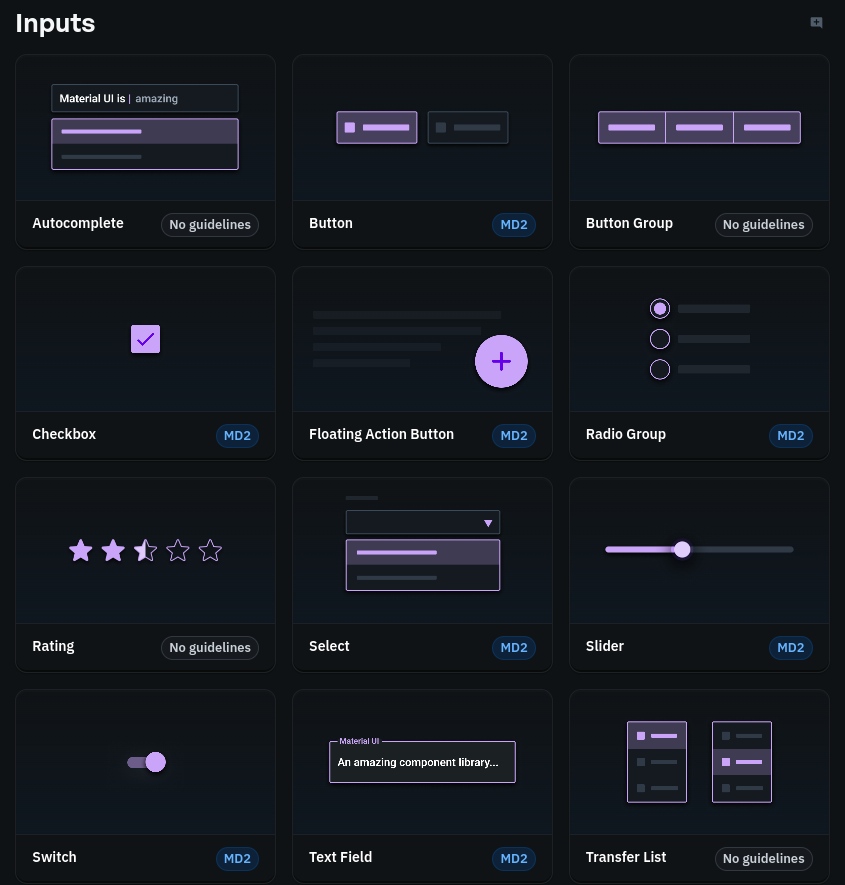 Inputs
Material UI is | amazing
Autocomplete
No guidelines
Button
MD2
Button Group
No guidelines
Checkbox
MD2
Floating Action Button
MD2
Radio Group
MD2
Rating
No guidelines
Select
MD2
Slider
MD2
Switch
MD2
Material UI
An amazing component library...
Text Field
MD2
Transfer List
No guidelines